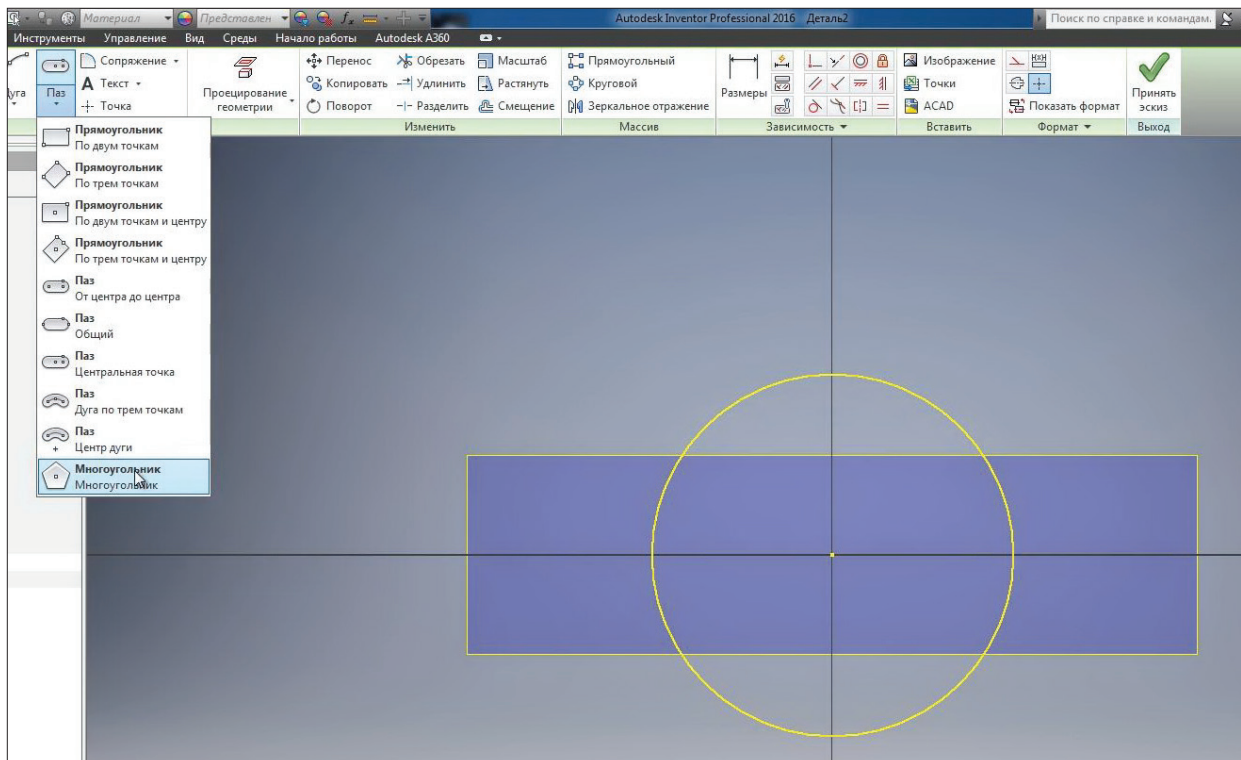 Материал Представлен fx Autodesk Inventor Professional 2016 Деталь2 Поиск по справке и командам.
Инструменты Управление Вид Среды Начало работы Autodesk A360
Паз
Сопряжение
Текст
Точка
Проецирование
геометрии
Перенос Обрезать Масштаб
Копировать Удлинить Растянуть
Поворот Разделить Смещение
Изменить
Прямоугольный
Круговой
Зеркальное отражение
Массив
Размеры
Зависимость
Изображение
Точки
ACAD
Вставить
Показать формат
Формат
Принять
эскиз
Выход
Прямоугольник
По двум точкам
Прямоугольник
По трем точкам
Прямоугольник
По двум точкам и центру
Прямоугольник
По трем точкам и центру
Паз
От центра до центра
Паз
Общий
Паз
Центральная точка
Паз
Дуга по трем точкам
Паз
Центр дуги
Многоугольник
Многоугольник